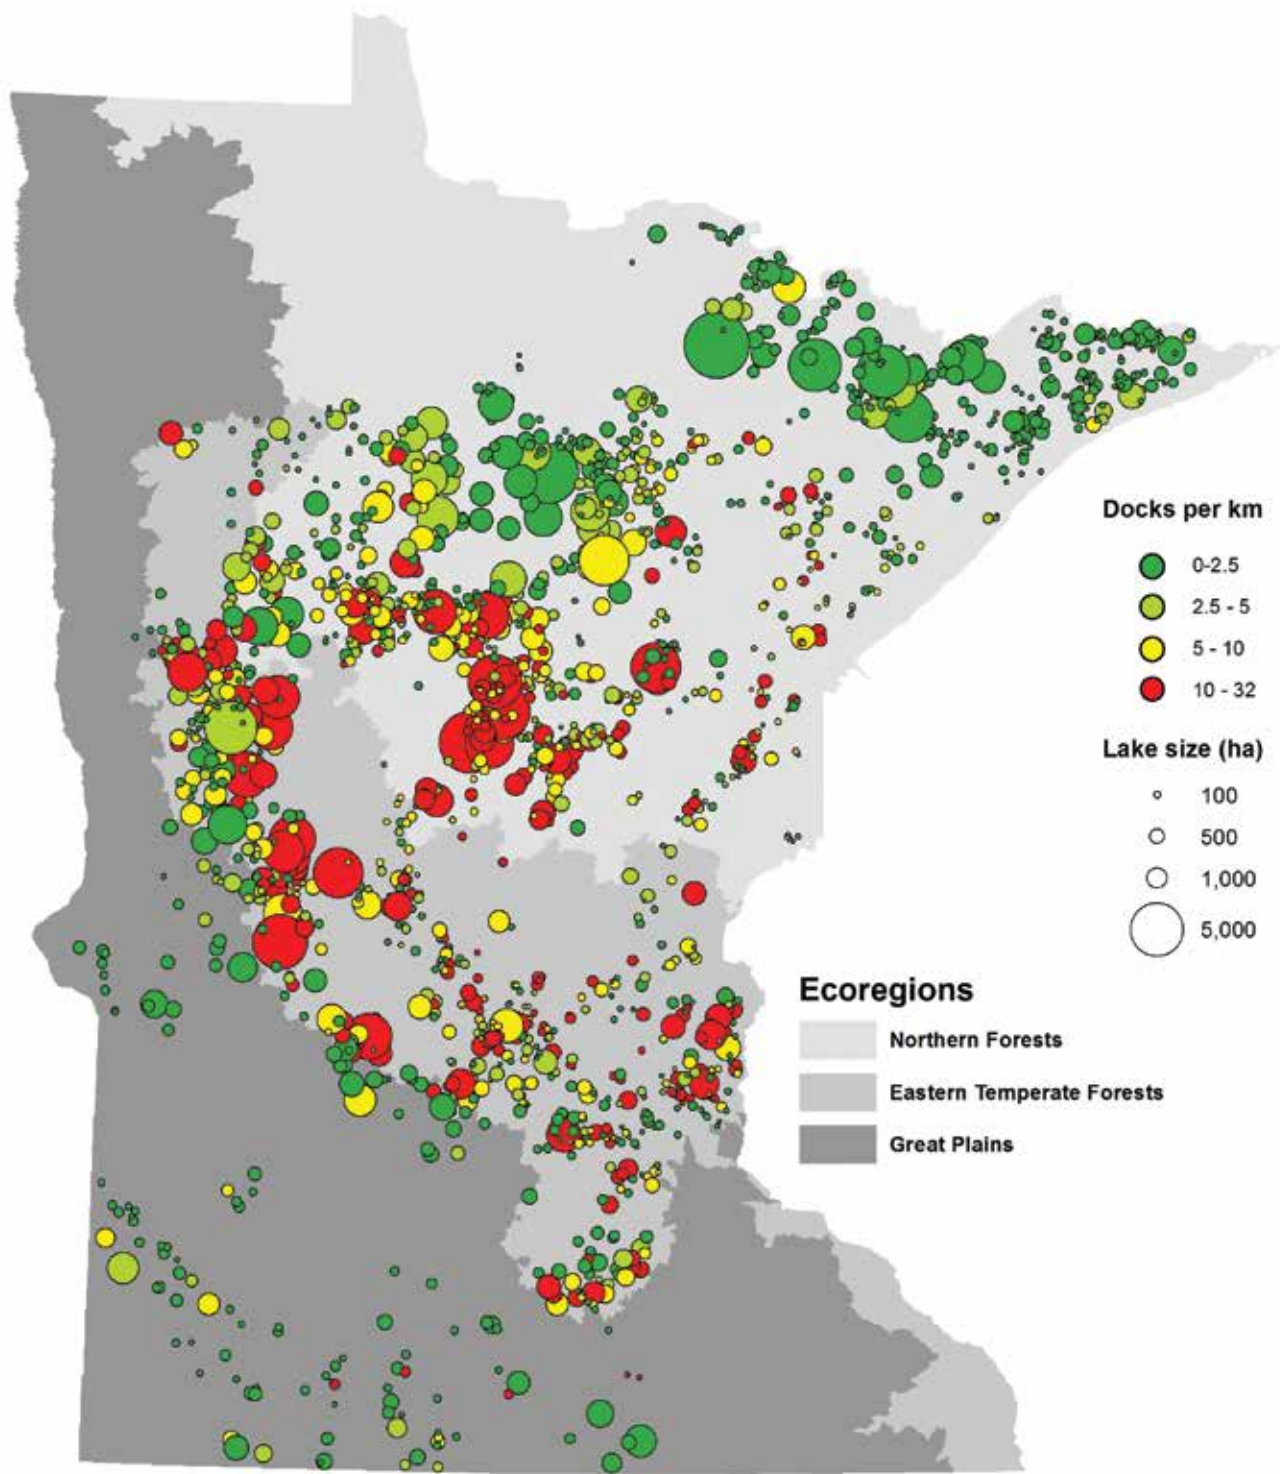 Docks per km
0-2.5
2.5 - 5
5 - 10
10 - 32
Lake size (ha)
100
500
1,000
5,000
Ecoregions
Northern Forests
Eastern Temperate Forests
Great Plains